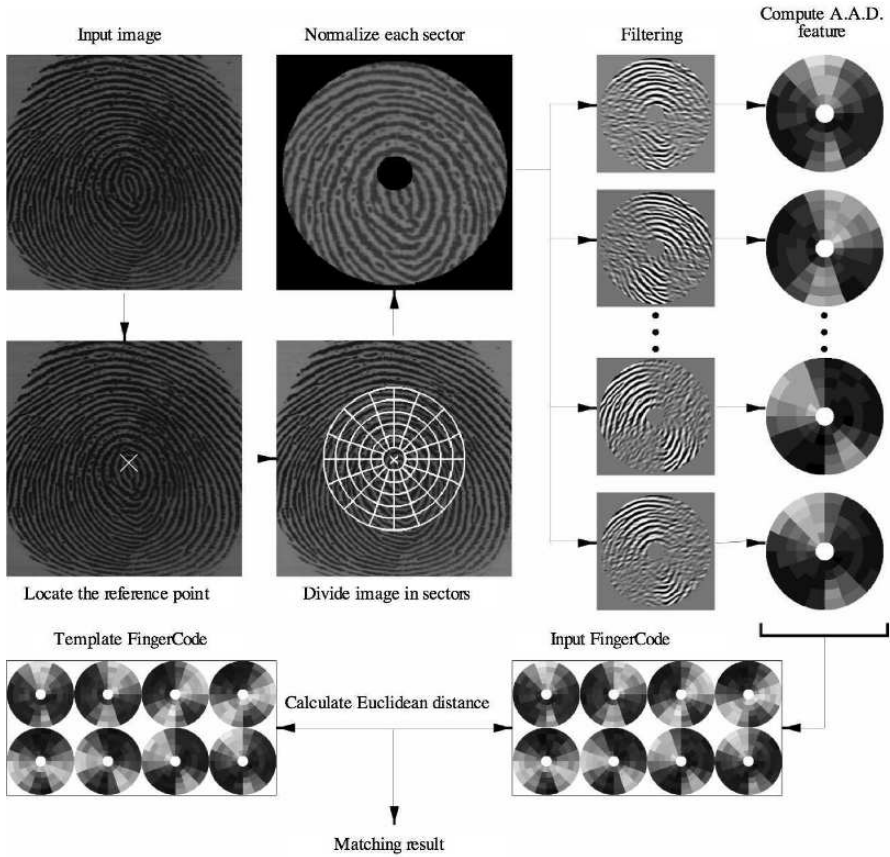 Input image
Normalize each sector
Filtering
Compute A.A.D.
feature
Locate the reference point
Divide image in sectors
Template FingerCode
Input FingerCode
Calculate Euclidean distance
Matching result